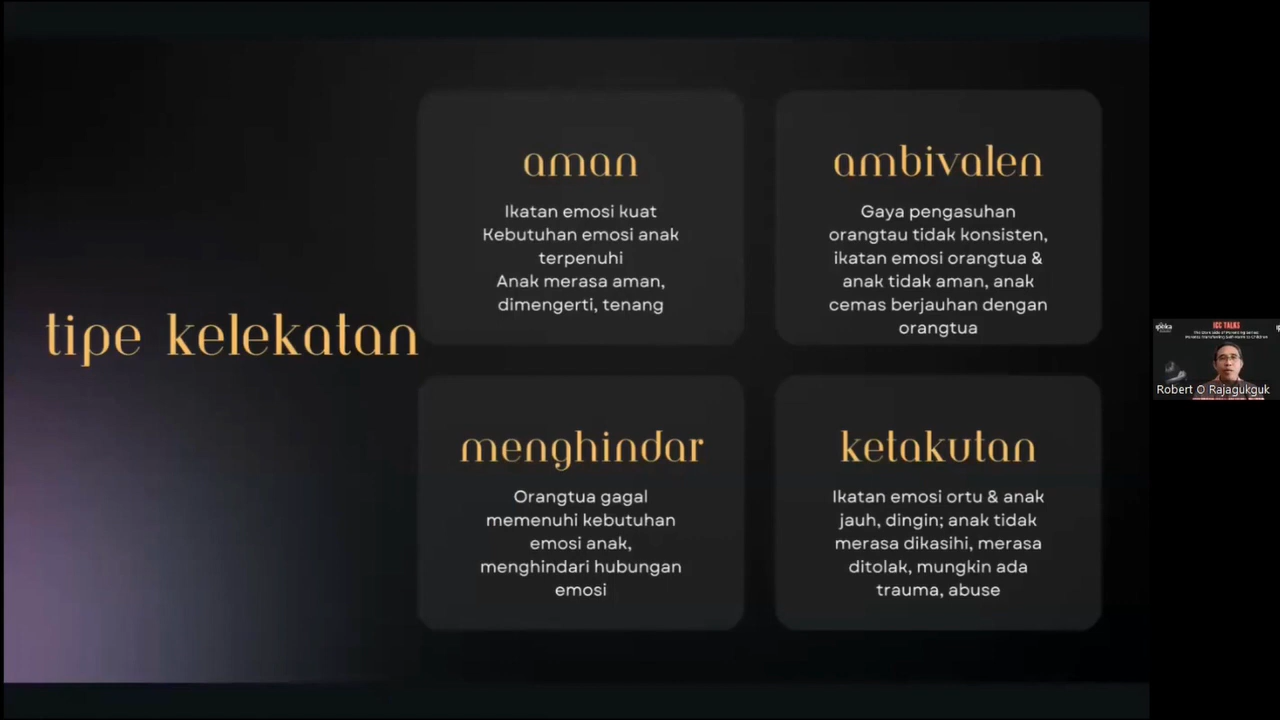 tipe kelekatan
aman
Ikatan emosi kuat
Kebutuhan emosi anak
terpenuhi
Anak merasa aman,
dimengerti, tenang
ambivalen
Gaya pengasuhan
orangtau tidak konsisten,
ikatan emosi orangtua &
anak tidak aman, anak
cemas berjauhan dengan
orangtua
menghindar
Orangtua gagal
memenuhi kebutuhan
emosi anak,
menghindari hubungan
emosi
ketakutan
Ikatan emosi ortu & anak
jauh, dingin; anak tidak
merasa dikasihi, merasa
ditolak, mungkin ada
trauma, abuse
ICC TALKS
Robert O Rajagukguk